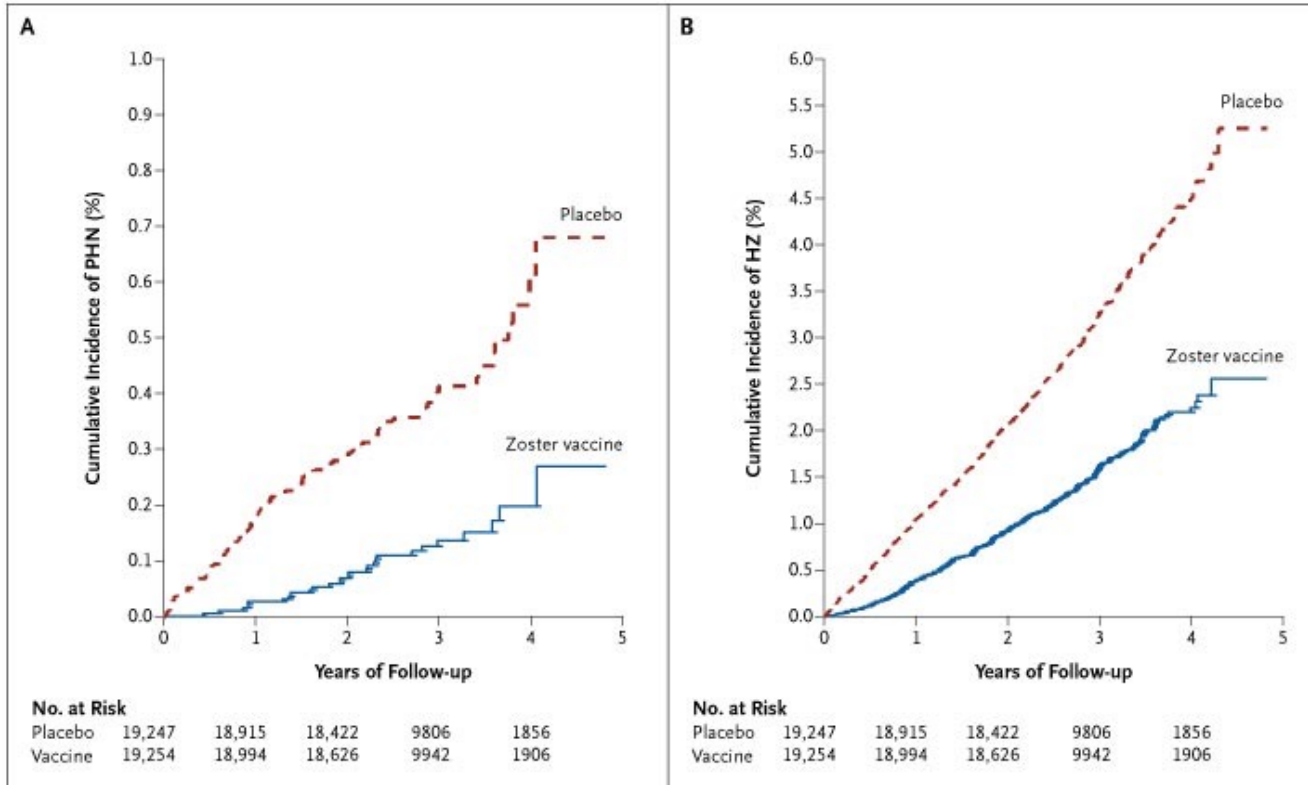 A
Cumulative Incidence of PHN (%)
1.0
0.9
0.8
0.7
0.6
0.5
0.4
0.3
0.2
0.1
0.0
Placebo
Zoster vaccine
0 1 2 3 4 5
Years of Follow-up
No. at Risk
Placebo 19,247 18,915 18,422 9806 1856
Vaccine 19,254 18,994 18,626 9942 1906
B
Cumulative Incidence of HZ (%)
6.0
5.5
5.0
4.5
4.0
3.5
3.0
2.5
2.0
1.5
1.0
0.5
0.0
Placebo
Zoster vaccine
0 1 2 3 4 5
Years of Follow-up
No. at Risk
Placebo 19,247 18,915 18,422 9806 1856
Vaccine 19,254 18,994 18,626 9942 1906